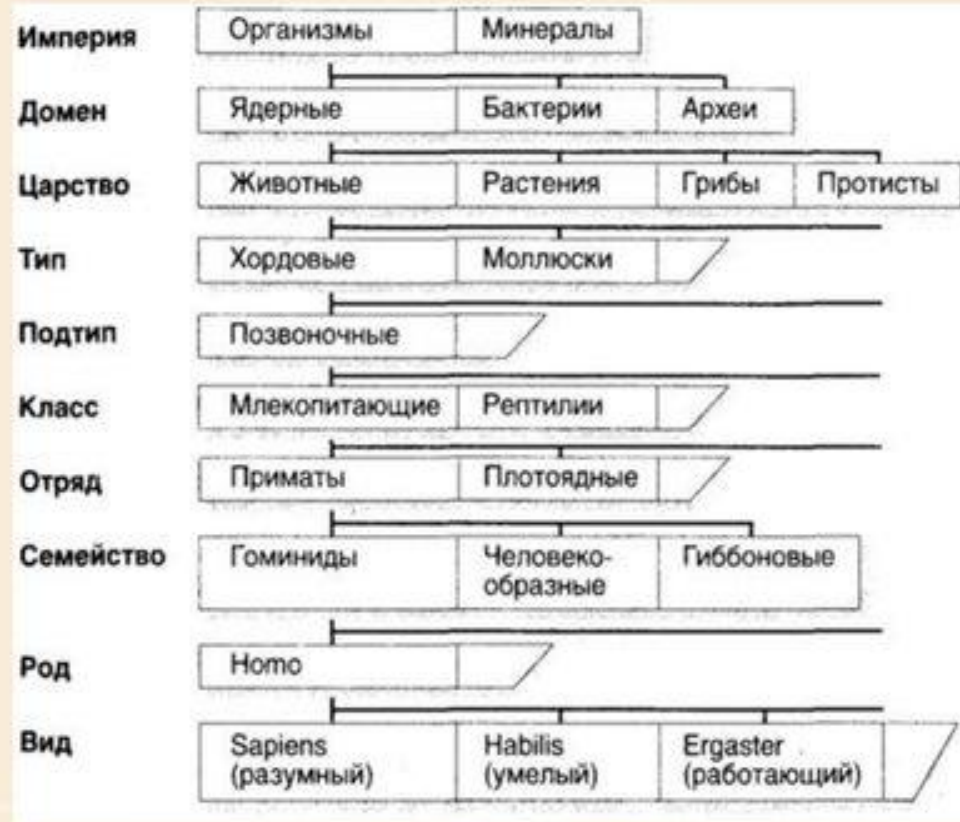 Империя Организмы Минералы
Домен Ядерные Бактерии Археи
Царство Животные Растения Грибы Протисты
Тип Хордовые Моллюски
Подтип Позвоночные
Класс Млекопитающие Рептилии
Отряд Приматы Плотоядные
Семейство Гоминиды Человеко- Гиббоновые
образные
Род Homo
Вид Sapiens Habilis Ergaster
(разумный) (умелый) (работающий)